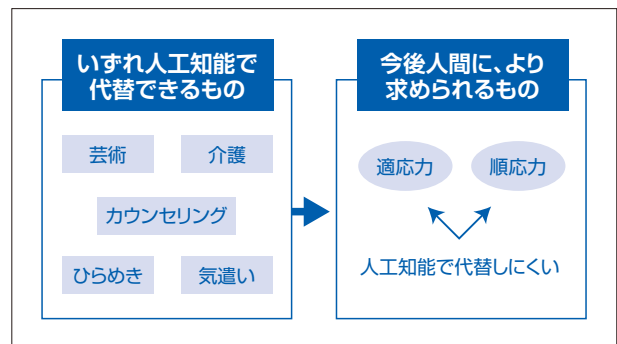 いずれ人工知能で
代替できるもの
芸術
介護
カウンセリング
ひらめき
気遣い
今後人間に、より
求められるもの
適応力
順応力
人工知能で代替しにくい